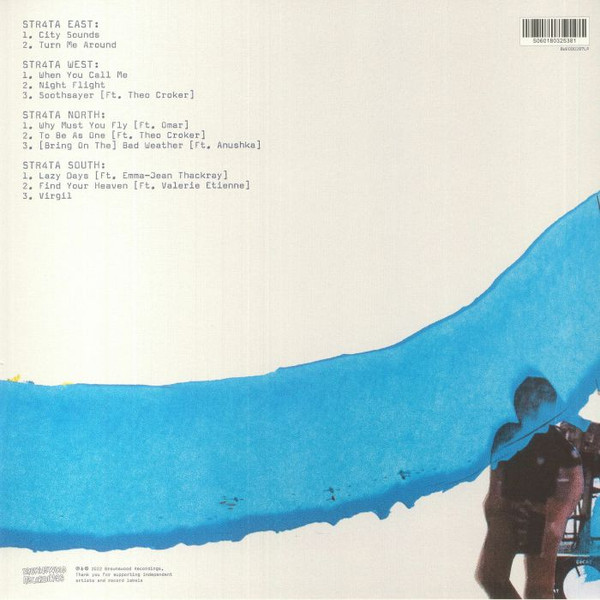 STR4TA EAST:
1. City Sounds
2. Turn Me Around
STR4TA WEST:
1. When You Call Me
2. Night Flight
3. Soothsayer [Ft. Theo Croker]
STR4TA NORTH:
1. Why Must You Fly [Ft. Omar]
2. To Be As One [Ft. Theo Croker]
3. [Bring On The] Bad Weather [Ft. Anushka]
STR4TA SOUTH:
1. Lazy Days [Ft. Emma-Jean Thackray]
2. Find Your Heaven [Ft. Valerie Etienne]
3. Virgil
5060180325381
BROWNSWOOD
RECORDINGS
℗&© 2022 Brownswood Recordings,
Thank you for supporting independent
artists and record labels